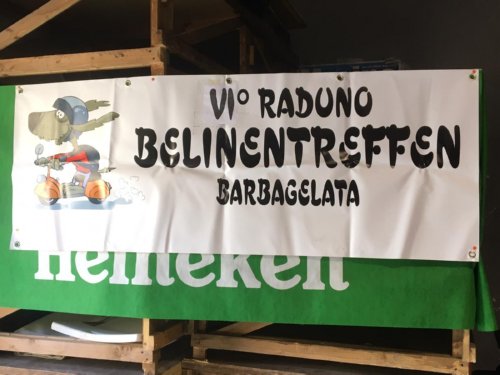 VI° RADUNO
BELINENTREFFEN
BARBAGELATA
Heineken